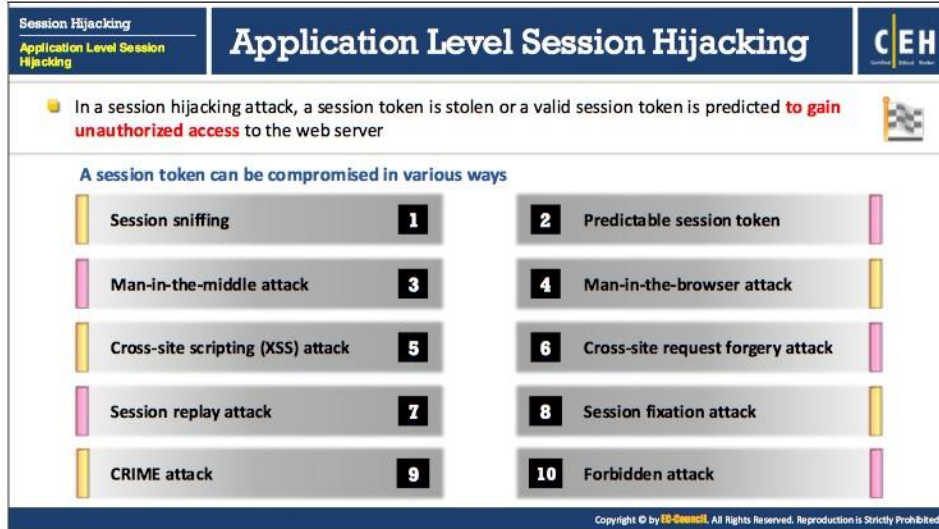 Session Hijacking
Application Level Session
Hijacking
Application Level Session Hijacking
CEH
Certified Ethical Hacker
In a session hijacking attack, a session token is stolen or a valid session token is predicted to gain
unauthorized access to the web server
A session token can be compromised in various ways
Session sniffing 1
2 Predictable session token
Man-in-the-middle attack 3
4 Man-in-the-browser attack
Cross-site scripting (XSS) attack 5
6 Cross-site request forgery attack
Session replay attack 7
8 Session fixation attack
CRIME attack 9
10 Forbidden attack
Copyright © by EC-Council. All Rights Reserved. Reproduction is Strictly Prohibited